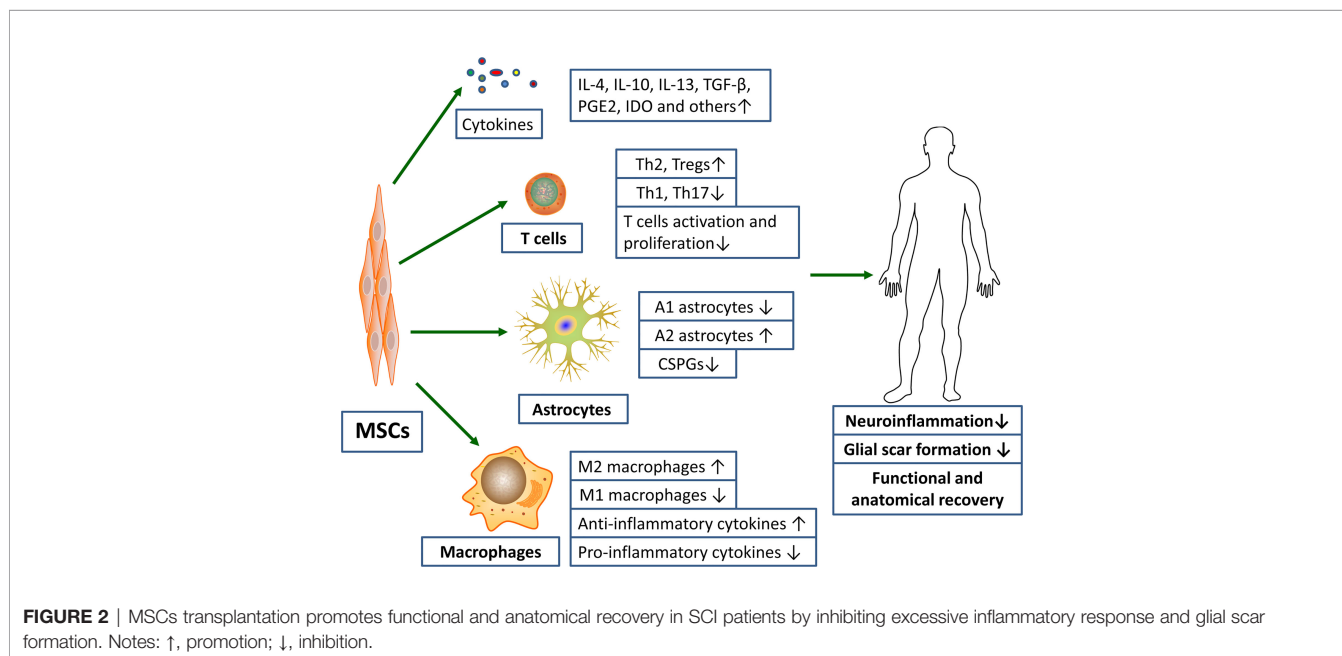 Cytokines
IL-4, IL-10, IL-13, TGF-β,
PGE2, IDO and others↑
T cells
Th2, Tregs↑
Th1, Th17↓
T cells activation and
proliferation↓
MSCs
Astrocytes
A1 astrocytes ↓
A2 astrocytes ↑
CSPGs↓
Macrophages
M2 macrophages ↑
M1 macrophages ↓
Anti-inflammatory cytokines ↑
Pro-inflammatory cytokines ↓
Neuroinflammation↓
Glial scar formation ↓
Functional and
anatomical recovery
FIGURE 2 | MSCs transplantation promotes functional and anatomical recovery in SCI patients by inhibiting excessive inflammatory response and glial scar
formation. Notes: ↑, promotion; ↓, inhibition.